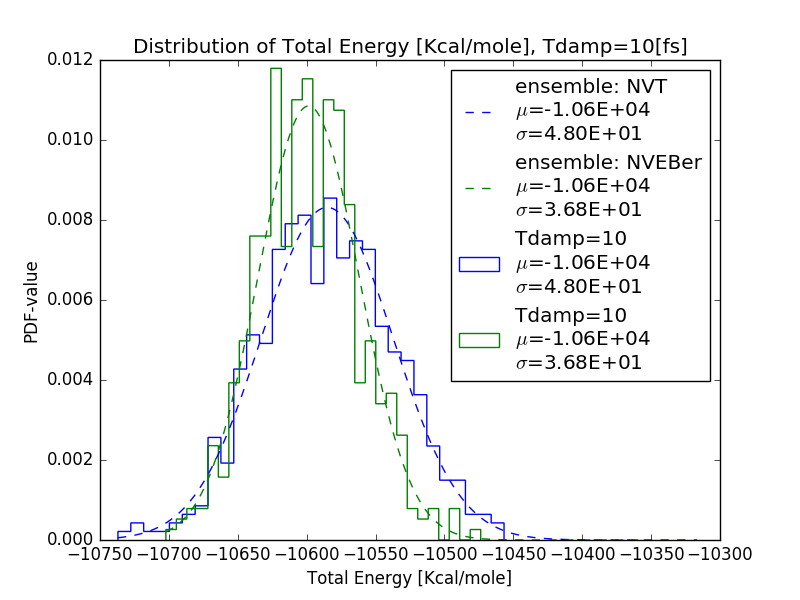 Distribution of Total Energy [Kcal/mole], Tdamp=10[fs]
ensemble: NVT
μ=-1.06E+04
σ=4.80E+01
ensemble: NVEBer
μ=-1.06E+04
σ=3.68E+01
Tdamp=10
μ=-1.06E+04
σ=4.80E+01
Tdamp=10
μ=-1.06E+04
σ=3.68E+01
PDF-value
0.012
0.010
0.008
0.006
0.004
0.002
0.000
−10750 −10700 −10650 −10600 −10550 −10500 −10450 −10400 −10350 −10300
Total Energy [Kcal/mole]